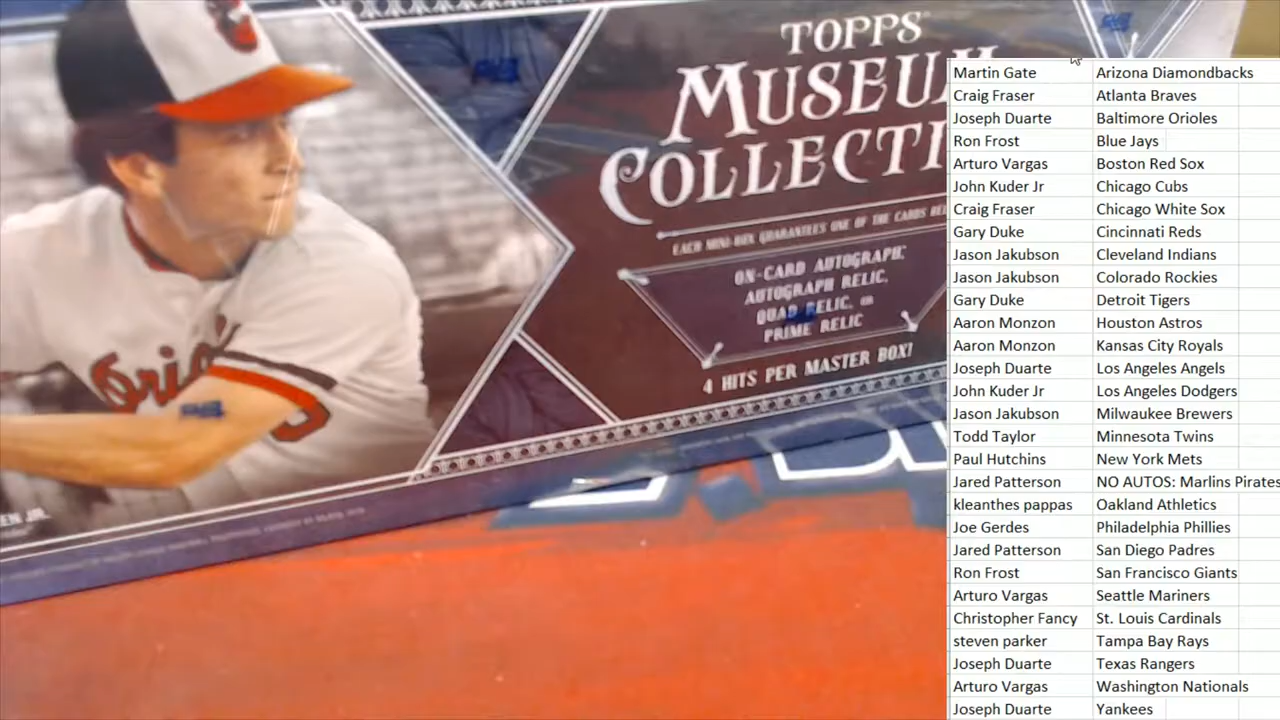 TOPPS
MUSEUM
COLLECTI
EACH MINI-BOX GUARANTEES ONE OF THE CARDS BE
ON-CARD AUTOGRAPH,
AUTOGRAPH RELIC,
QUAD RELIC, OR
PRIME RELIC
4 HITS PER MASTER BOX!
Orio
EN JR.
Martin Gate Arizona Diamondbacks
Craig Fraser Atlanta Braves
Joseph Duarte Baltimore Orioles
Ron Frost Blue Jays
Arturo Vargas Boston Red Sox
John Kuder Jr Chicago Cubs
Craig Fraser Chicago White Sox
Gary Duke Cincinnati Reds
Jason Jakubson Cleveland Indians
Jason Jakubson Colorado Rockies
Gary Duke Detroit Tigers
Aaron Monzon Houston Astros
Aaron Monzon Kansas City Royals
Joseph Duarte Los Angeles Angels
John Kuder Jr Los Angeles Dodgers
Jason Jakubson Milwaukee Brewers
Todd Taylor Minnesota Twins
Paul Hutchins New York Mets
Jared Patterson NO AUTOS: Marlins Pirates
kleanthes pappas Oakland Athletics
Joe Gerdes Philadelphia Phillies
Jared Patterson San Diego Padres
Ron Frost San Francisco Giants
Arturo Vargas Seattle Mariners
Christopher Fancy St. Louis Cardinals
steven parker Tampa Bay Rays
Joseph Duarte Texas Rangers
Arturo Vargas Washington Nationals
Joseph Duarte Yankees